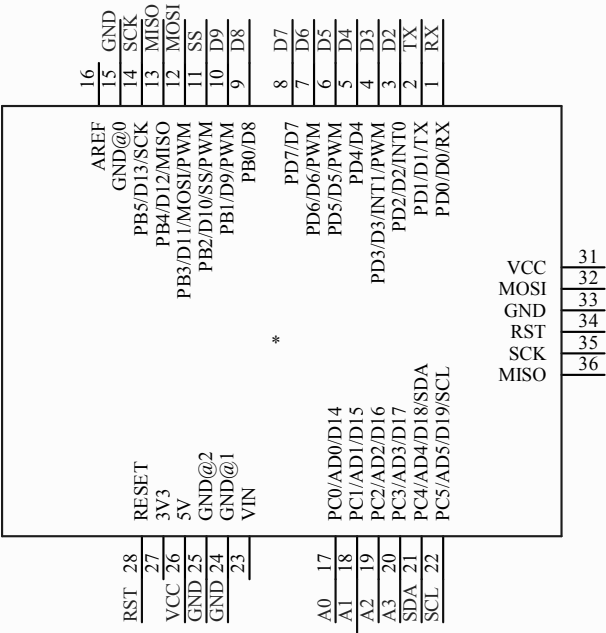 GND
SCK
MISO
MOSI
SS
D9
D8
D7
D6
D5
D4
D3
D2
TX
RX
16
15
14
13
12
11
10
9
8
7
6
5
4
3
2
1
AREF
GND@0
PB5/D13/SCK
PB4/D12/MISO
PB3/D11/MOSI/PWM
PB2/D10/SS/PWM
PB1/D9/PWM
PB0/D8
PD7/D7
PD6/D6/PWM
PD5/D5/PWM
PD4/D4
PD3/D3/INT1/PWM
PD2/D2/INT0
PD1/D1/TX
PD0/D0/RX
VCC 31
MOSI 32
GND 33
RST 34
SCK 35
MISO 36
*
RESET
3V3
5V
GND@2
GND@1
VIN
PC0/AD0/D14
PC1/AD1/D15
PC2/AD2/D16
PC3/AD3/D17
PC4/AD4/D18/SDA
PC5/AD5/D19/SCL
28
27
26
25
24
23
17
18
19
20
21
22
RST
VCC
GND
GND
A0
A1
A2
A3
SDA
SCL